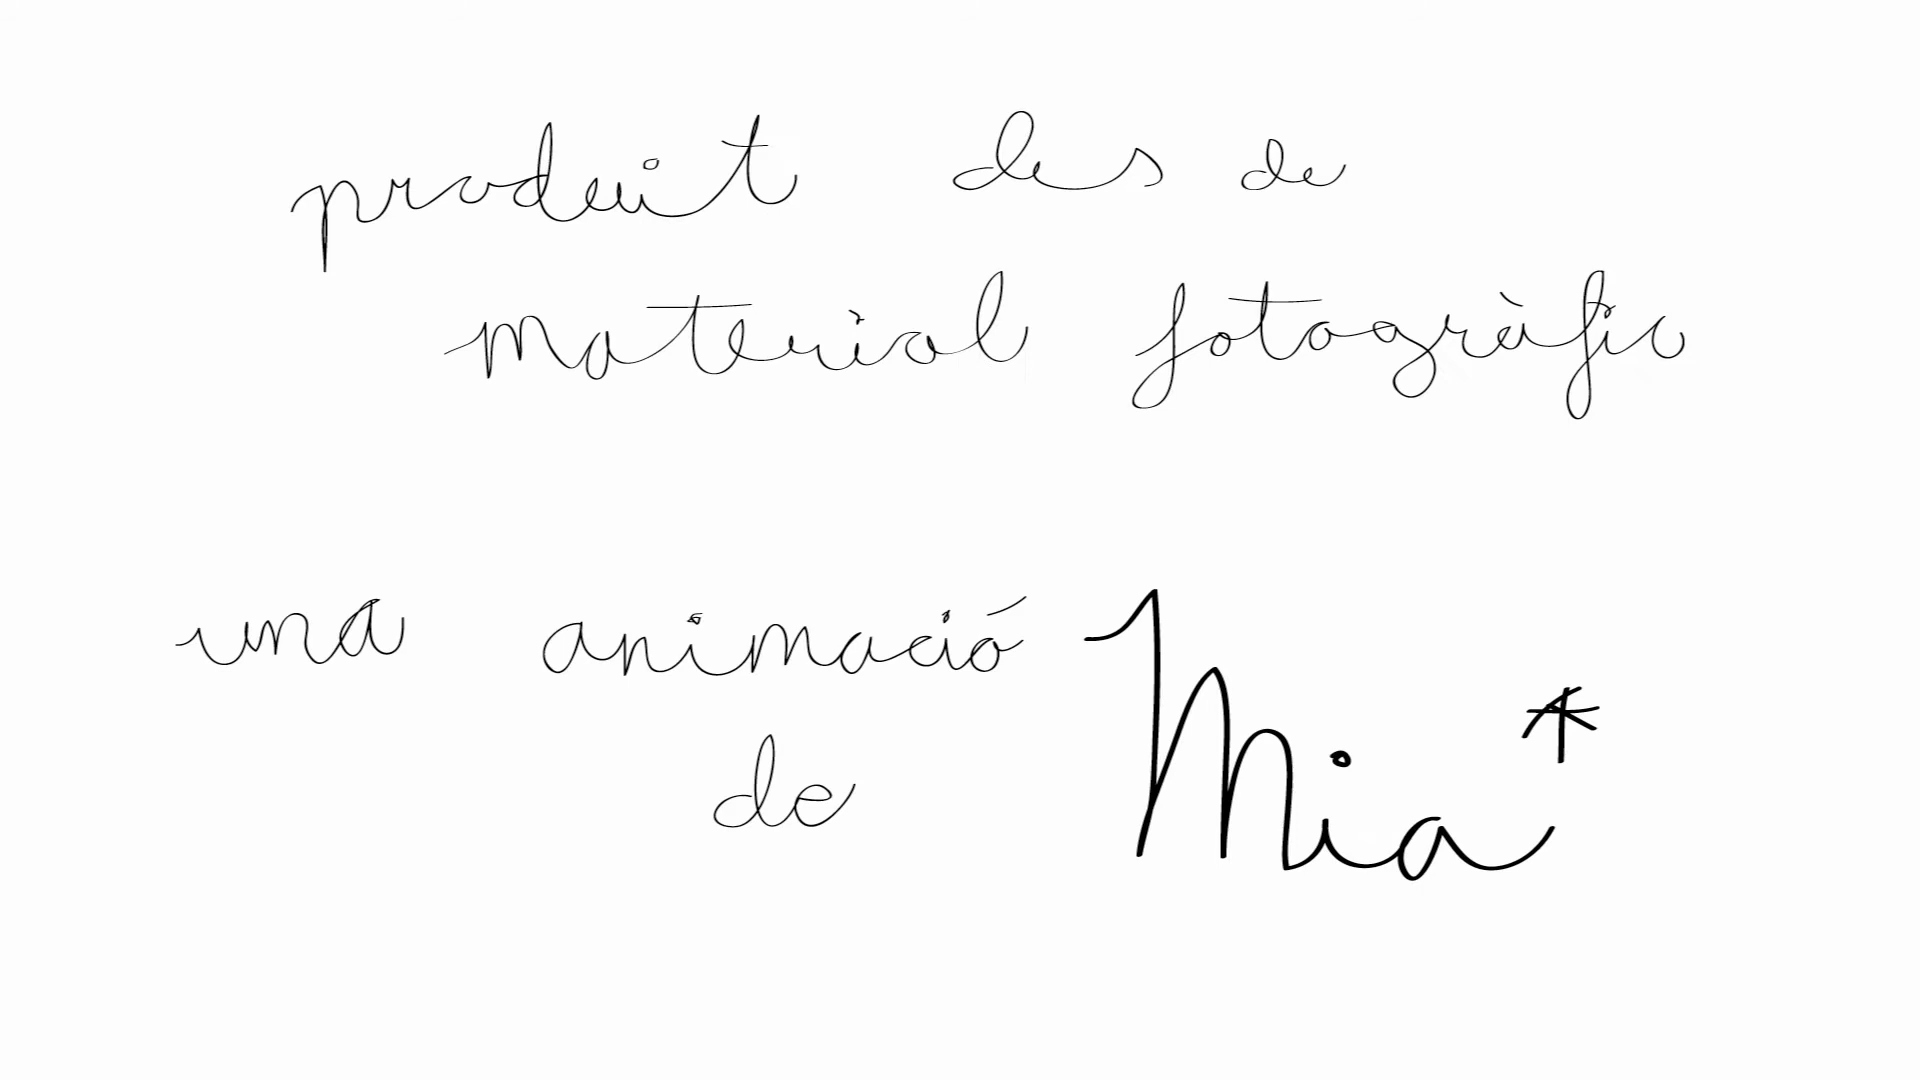 produit des de
material fotogràfic
una animació
de Mia*